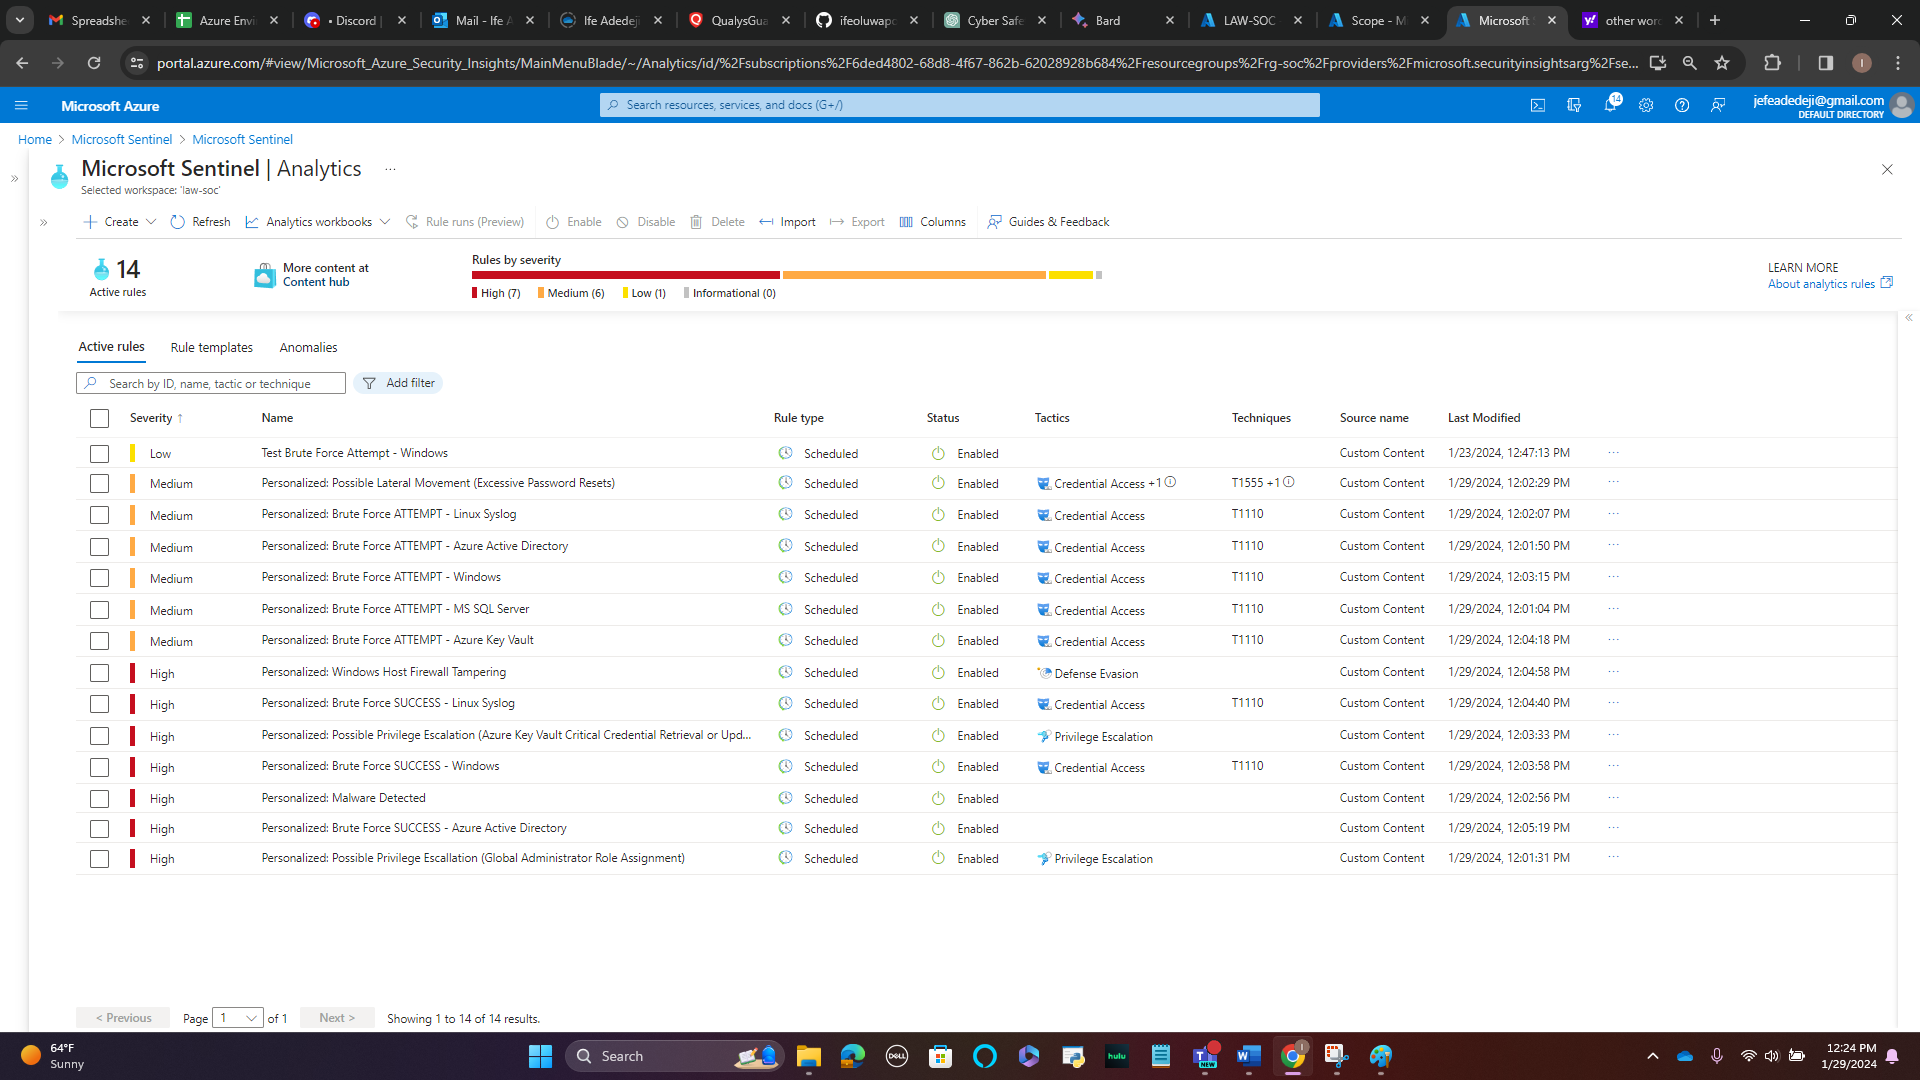 Spreadshe
Azure Envi
• Discord |
Mail - Ife A
Ife Adedeji
QualysGua
ifeoluwapo
Cyber Safe
Bard
LAW-SOC
Scope - Mi
Microsoft S
other word
portal.azure.com/#view/Microsoft_Azure_Security_Insights/MainMenuBlade/~/Analytics/id/%2Fsubscriptions%2F6ded4802-68d8-4f67-862b-62028928b684%2Fresourcegroups%2Frg-soc%2Fproviders%2Fmicrosoft.securityinsightsarg%2Fse...
Microsoft Azure
Search resources, services, and docs (G+/)
14
jefeadedeji@gmail.com
DEFAULT DIRECTORY
Home > Microsoft Sentinel > Microsoft Sentinel
Microsoft Sentinel | Analytics ...
Selected workspace: 'law-soc'
Create Refresh Analytics workbooks Rule runs (Preview) Enable Disable Delete Import Export Columns Guides & Feedback
14
Active rules
More content at
Content hub
Rules by severity
High (7) Medium (6) Low (1) Informational (0)
LEARN MORE
About analytics rules
Active rules Rule templates Anomalies
Search by ID, name, tactic or technique
Add filter
Severity ↑ Name Rule type Status Tactics Techniques Source name Last Modified
Low Test Brute Force Attempt - Windows Scheduled Enabled Custom Content 1/23/2024, 12:47:13 PM ...
Medium Personalized: Possible Lateral Movement (Excessive Password Resets) Scheduled Enabled Credential Access +1 T1555 +1 Custom Content 1/29/2024, 12:02:29 PM ...
Medium Personalized: Brute Force ATTEMPT - Linux Syslog Scheduled Enabled Credential Access T1110 Custom Content 1/29/2024, 12:02:07 PM ...
Medium Personalized: Brute Force ATTEMPT - Azure Active Directory Scheduled Enabled Credential Access T1110 Custom Content 1/29/2024, 12:01:50 PM ...
Medium Personalized: Brute Force ATTEMPT - Windows Scheduled Enabled Credential Access T1110 Custom Content 1/29/2024, 12:03:15 PM ...
Medium Personalized: Brute Force ATTEMPT - MS SQL Server Scheduled Enabled Credential Access T1110 Custom Content 1/29/2024, 12:01:04 PM ...
Medium Personalized: Brute Force ATTEMPT - Azure Key Vault Scheduled Enabled Credential Access T1110 Custom Content 1/29/2024, 12:04:18 PM ...
High Personalized: Windows Host Firewall Tampering Scheduled Enabled Defense Evasion Custom Content 1/29/2024, 12:04:58 PM ...
High Personalized: Brute Force SUCCESS - Linux Syslog Scheduled Enabled Credential Access T1110 Custom Content 1/29/2024, 12:04:40 PM ...
High Personalized: Possible Privilege Escalation (Azure Key Vault Critical Credential Retrieval or Upd... Scheduled Enabled Privilege Escalation Custom Content 1/29/2024, 12:03:33 PM ...
High Personalized: Brute Force SUCCESS - Windows Scheduled Enabled Credential Access T1110 Custom Content 1/29/2024, 12:03:58 PM ...
High Personalized: Malware Detected Scheduled Enabled Custom Content 1/29/2024, 12:02:56 PM ...
High Personalized: Brute Force SUCCESS - Azure Active Directory Scheduled Enabled Custom Content 1/29/2024, 12:05:19 PM ...
High Personalized: Possible Privilege Escallation (Global Administrator Role Assignment) Scheduled Enabled Privilege Escalation Custom Content 1/29/2024, 12:01:31 PM ...
< Previous Page 1 of 1 Next > Showing 1 to 14 of 14 results.
64°F
Sunny
Search
DELL
hulu
NEW
12:24 PM
1/29/2024